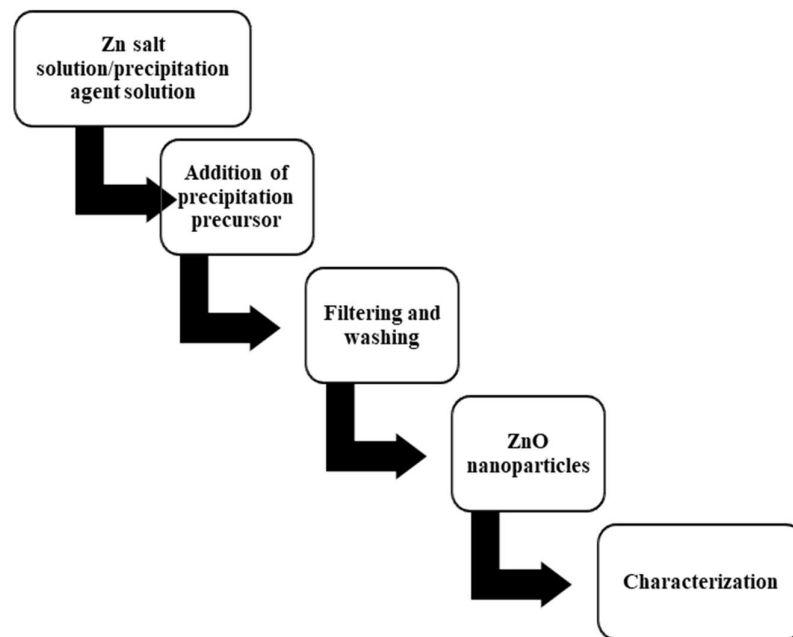 Zn salt
solution/precipitation
agent solution
Addition of
precipitation
precursor
Filtering and
washing
ZnO
nanoparticles
Characterization